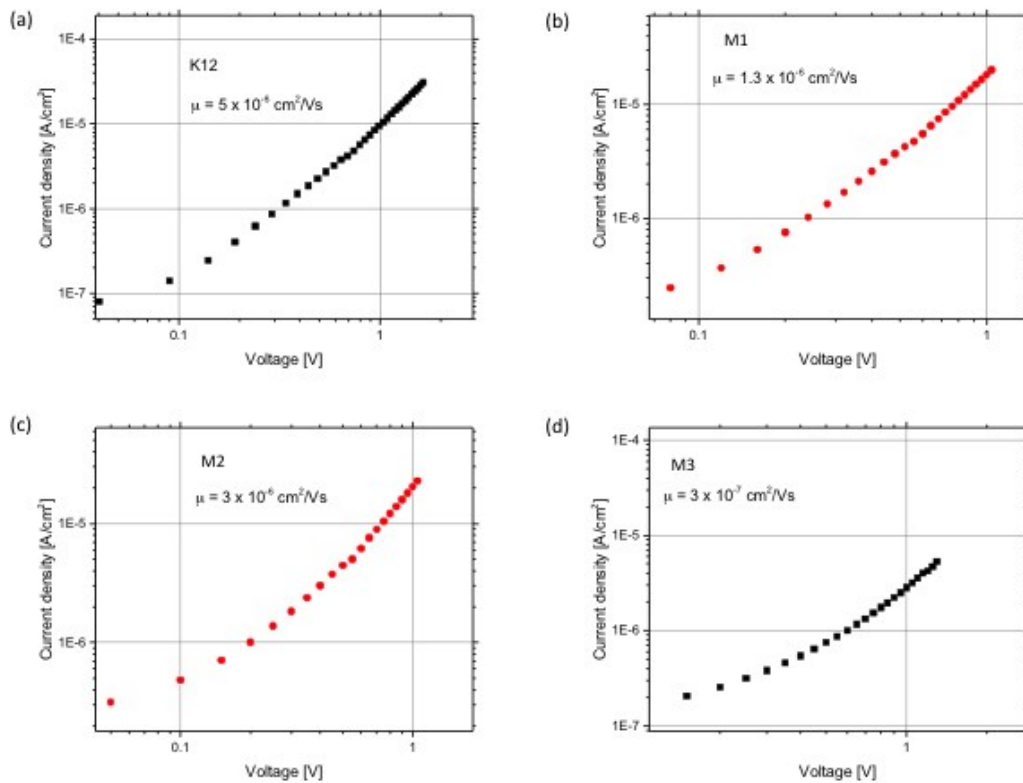 (a)
1E-4
1E-5
1E-6
1E-7
Current density [A/cm²]
K12
μ = 5 x 10⁻⁶ cm²/Vs
0.1
1
Voltage [V]
(b)
1E-5
1E-6
Current density [A/cm²]
M1
μ = 1.3 x 10⁻⁶ cm²/Vs
0.1
1
Voltage [V]
(c)
1E-5
1E-6
Current density [A/cm²]
M2
μ = 3 x 10⁻⁶ cm²/Vs
0.1
1
Voltage [V]
(d)
1E-4
1E-5
1E-6
1E-7
Current density [A/cm²]
M3
μ = 3 x 10⁻⁷ cm²/Vs
1
Voltage [V]